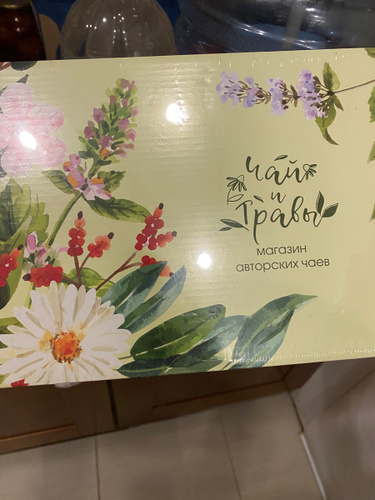 Чай
и
Травы
магазин
авторских чаев